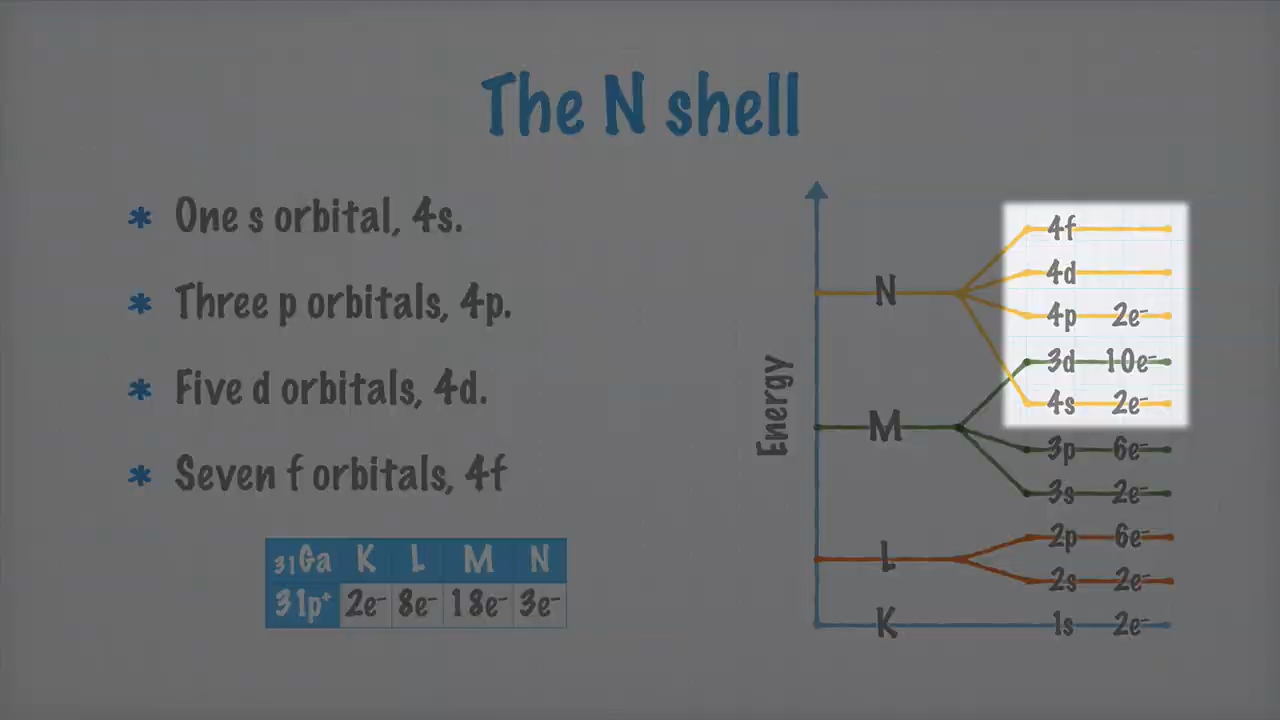 The N shell
* One s orbital, 4s.
* Three p orbitals, 4p.
* Five d orbitals, 4d.
* Seven f orbitals, 4f
₃₁Ga K L M N
31p⁺ 2e⁻ 8e⁻ 18e⁻ 3e⁻
Energy
N
M
L
K
4f
4d
4p 2e⁻
3d 10e⁻
4s 2e⁻
3p 6e⁻
3s 2e⁻
2p 6e⁻
2s 2e⁻
1s 2e⁻